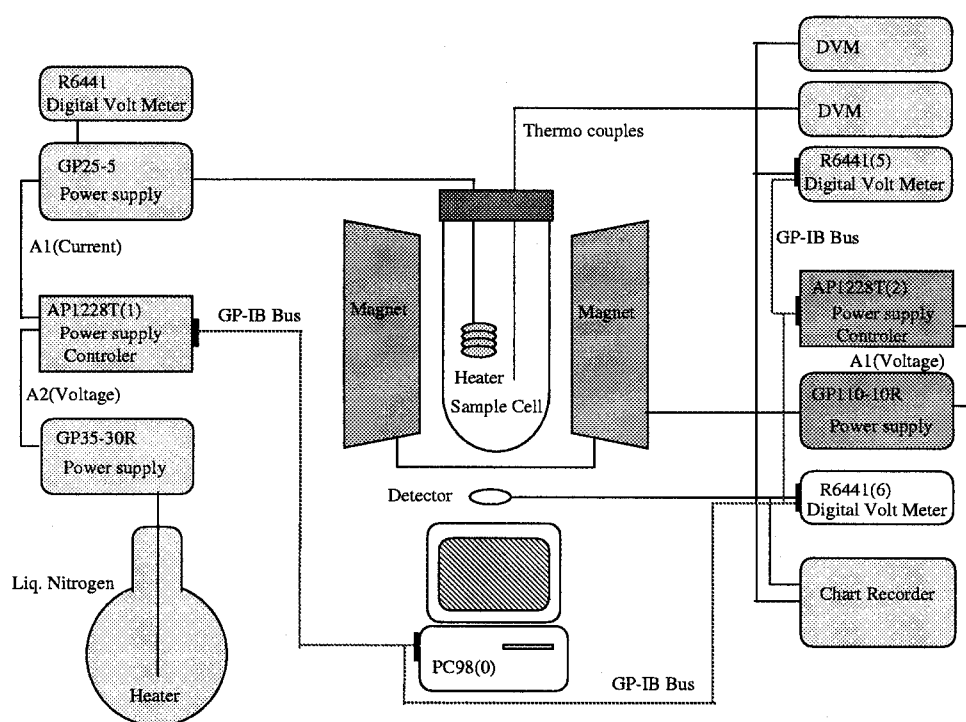 DVM
R6441
Digital Volt Meter
DVM
Thermo couples
GP25-5
Power supply
R6441(5)
Digital Volt Meter
A1(Current)
GP-IB Bus
AP1228T(1)
Power supply
Controler
GP-IB Bus
Magnet
Magnet
AP1228T(2)
Power supply
Controler
A1(Voltage)
Heater
Sample Cell
A2(Voltage)
GP110-10R
Power supply
GP35-30R
Power supply
Detector
R6441(6)
Digital Volt Meter
Liq. Nitrogen
Chart Recorder
PC98(0)
GP-IB Bus
Heater